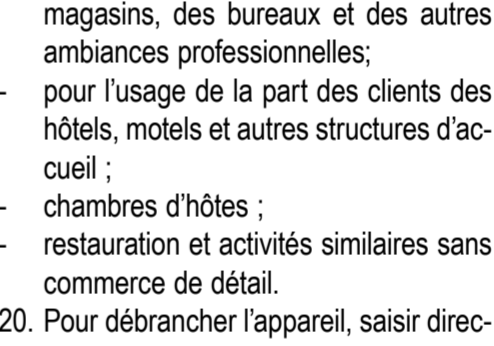 magasins, des bureaux et des autres
ambiances professionnelles;
- pour l'usage de la part des clients des
hôtels, motels et autres structures d'ac-
cueil ;
- chambres d'hôtes ;
- restauration et activités similaires sans
commerce de détail.
20. Pour débrancher l'appareil, saisir direc-